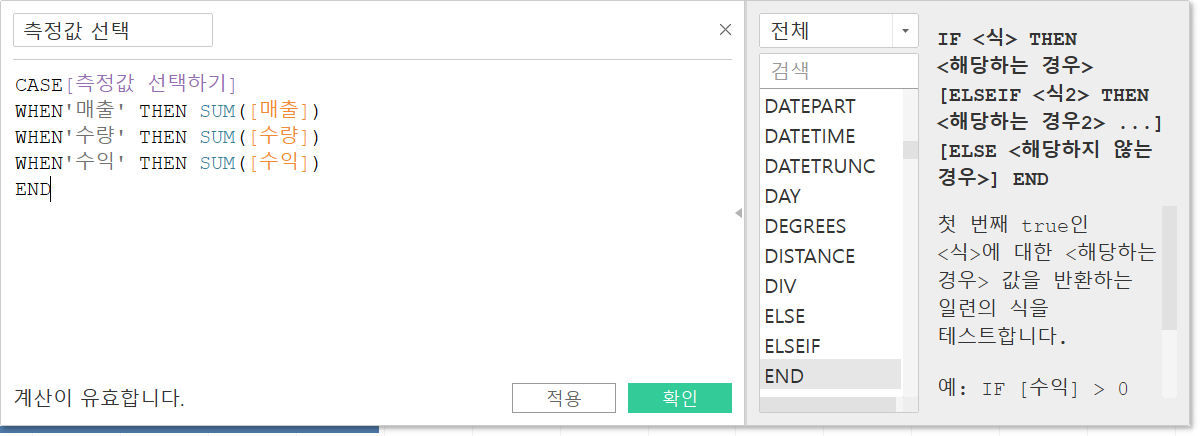 측정값 선택
CASE[측정값 선택하기]
WHEN'매출' THEN SUM([매출])
WHEN'수량' THEN SUM([수량])
WHEN'수익' THEN SUM([수익])
END
계산이 유효합니다.
적용
확인
전체
검색
DATEPART
DATETIME
DATETRUNC
DAY
DEGREES
DISTANCE
DIV
ELSE
ELSEIF
END
IF <식> THEN
<해당하는 경우>
[ELSEIF <식2> THEN
<해당하는 경우2> ...]
[ELSE <해당하지 않는
경우>] END
첫 번째 true인
<식>에 대한 <해당하는
경우> 값을 반환하는
일련의 식을
테스트합니다.
예: IF [수익] > 0